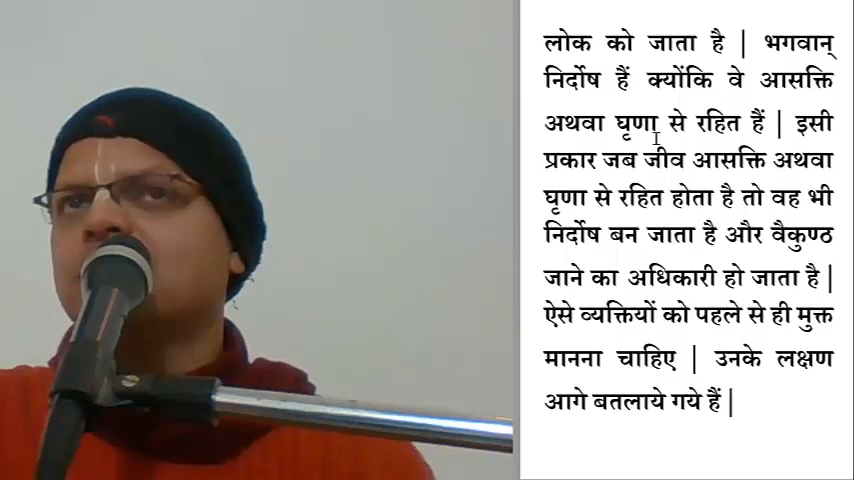 लोक को जाता है | भगवान्
निर्दोष हैं क्योंकि वे आसक्ति
अथवा घृणा से रहित हैं | इसी
प्रकार जब जीव आसक्ति अथवा
घृणा से रहित होता है तो वह भी
निर्दोष बन जाता है और वैकुण्ठ
जाने का अधिकारी हो जाता है |
ऐसे व्यक्तियों को पहले से ही मुक्त
मानना चाहिए | उनके लक्षण
आगे बतलाये गये हैं |